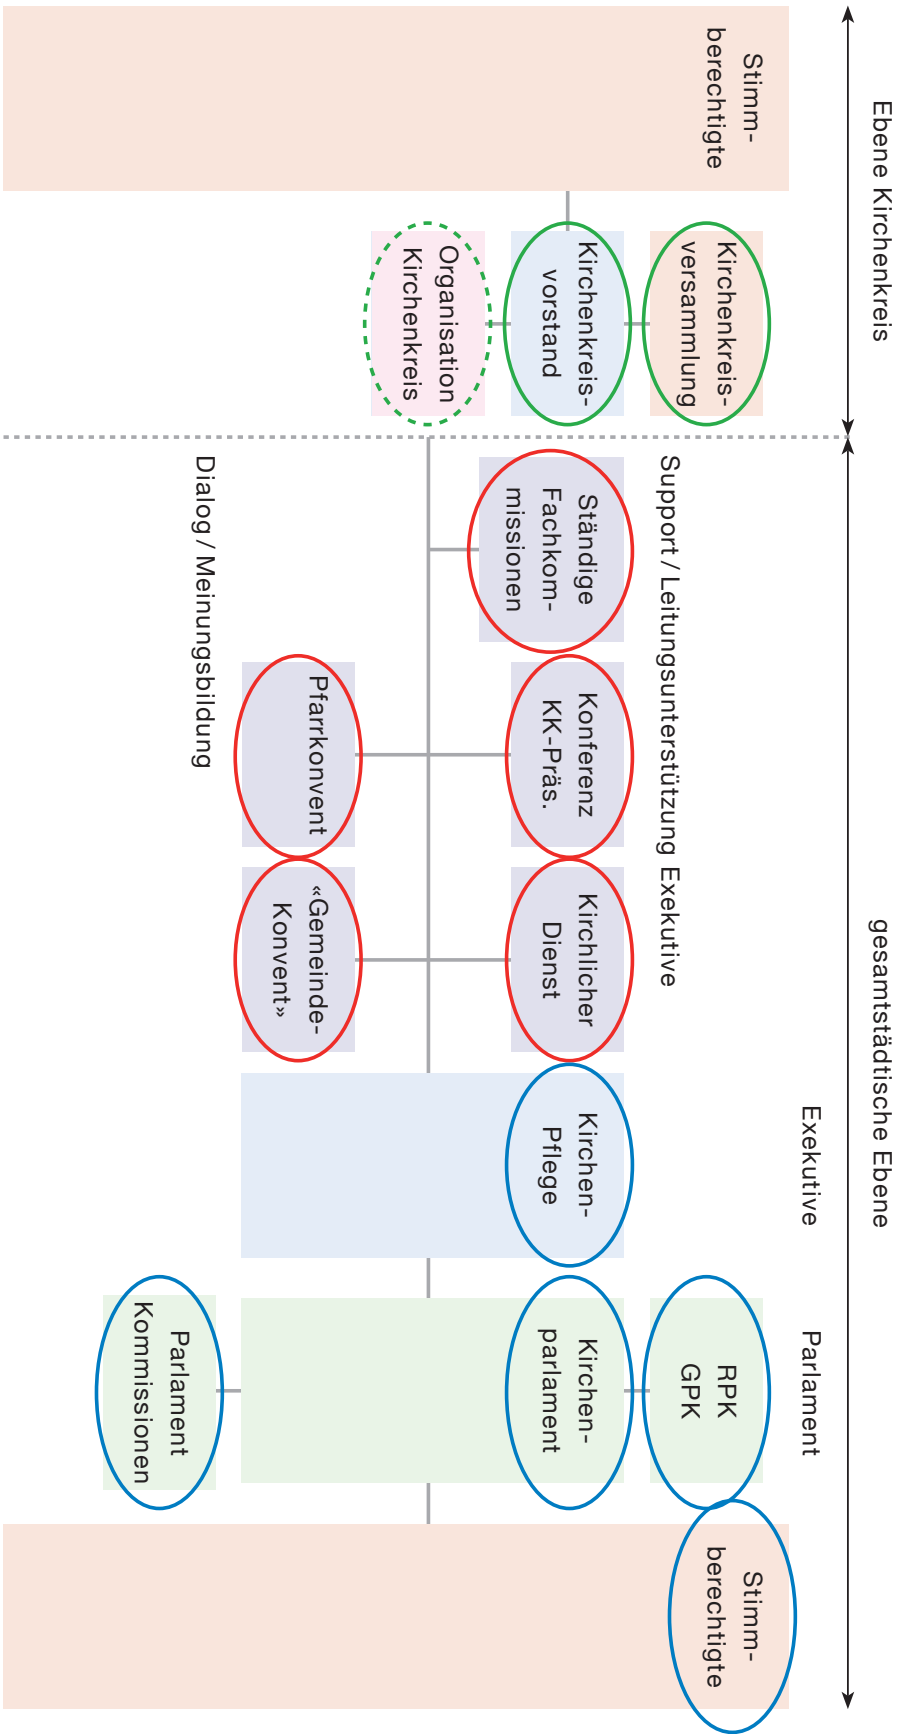 Ebene Kirchenkreis
gesamtstädtische Ebene
Exekutive
Parlament
Support / Leitungsunterstützung Exekutive
Stimm-
berechtigte
Kirchenkreis-
versammlung
Kirchenkreis-
vorstand
Organisation
Kirchenkreis
Ständige
Fachkom-
missionen
Konferenz
KK-Präs.
Kirchlicher
Dienst
Dialog / Meinungsbildung
Pfarrkonvent
«Gemeinde-
Konvent»
Kirchen-
Pflege
RPK
GPK
Kirchen-
parlament
Parlament
Kommissionen
Stimm-
berechtigte